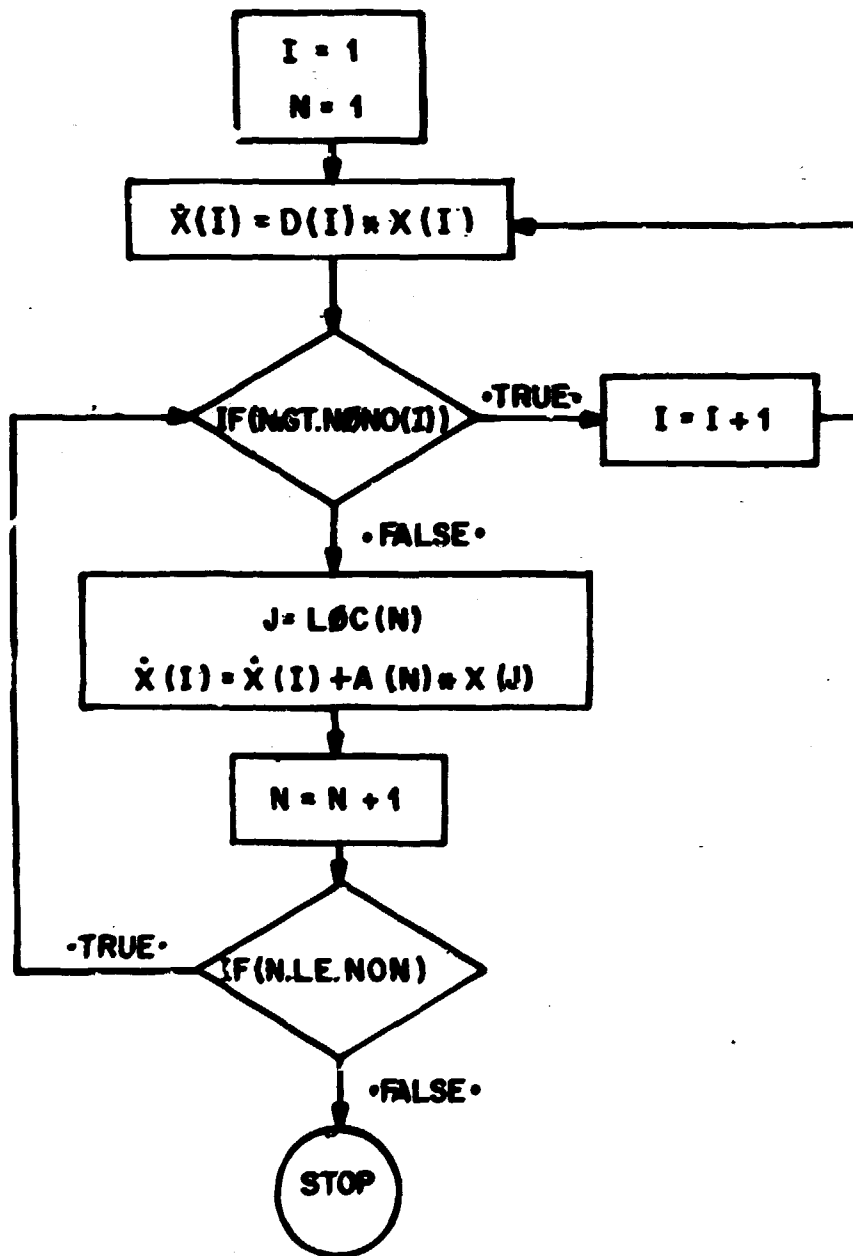 I = 1
N = 1
Ẋ(I) = D(I) * X(I)
IF(N.GT.NØNO(I))
•TRUE•
I = I + 1
•FALSE•
J = LØC(N)
Ẋ(I) = Ẋ(I) + A(N) * X(J)
N = N + 1
•TRUE•
IF(N.LE.NON)
•FALSE•
STOP